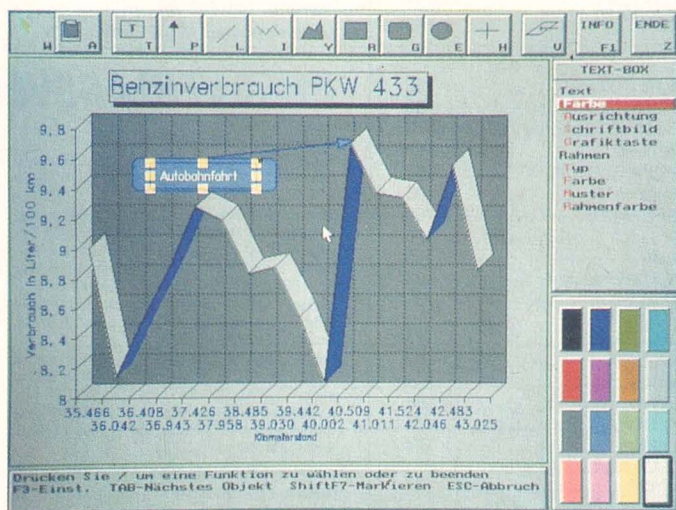 W A T P L I Y R G E H U
INFO F1
ENDE Z
Benzinverbrauch PKW 433
Verbrauch in Liter/100 km
9,8
9,6
9,4
9,2
9
8,8
8,6
8,4
8,2
8
Autobahnfahrt
35.466 36.408 37.426 38.485 39.442 40.509 41.524 42.483
36.042 36.943 37.958 39.030 40.002 41.011 42.046 43.025
Kilometerstand
TEXT-BOX
Text
Farbe
Ausrichtung
Schriftbild
Grafiktaste
Rahmen
Typ
Farbe
Muster
Rahmenfarbe
Drücken Sie / um eine Funktion zu wählen oder zu beenden
F3-Einst. TAB-Nächstes Objekt ShiftF7-Markieren ESC-Abbruch